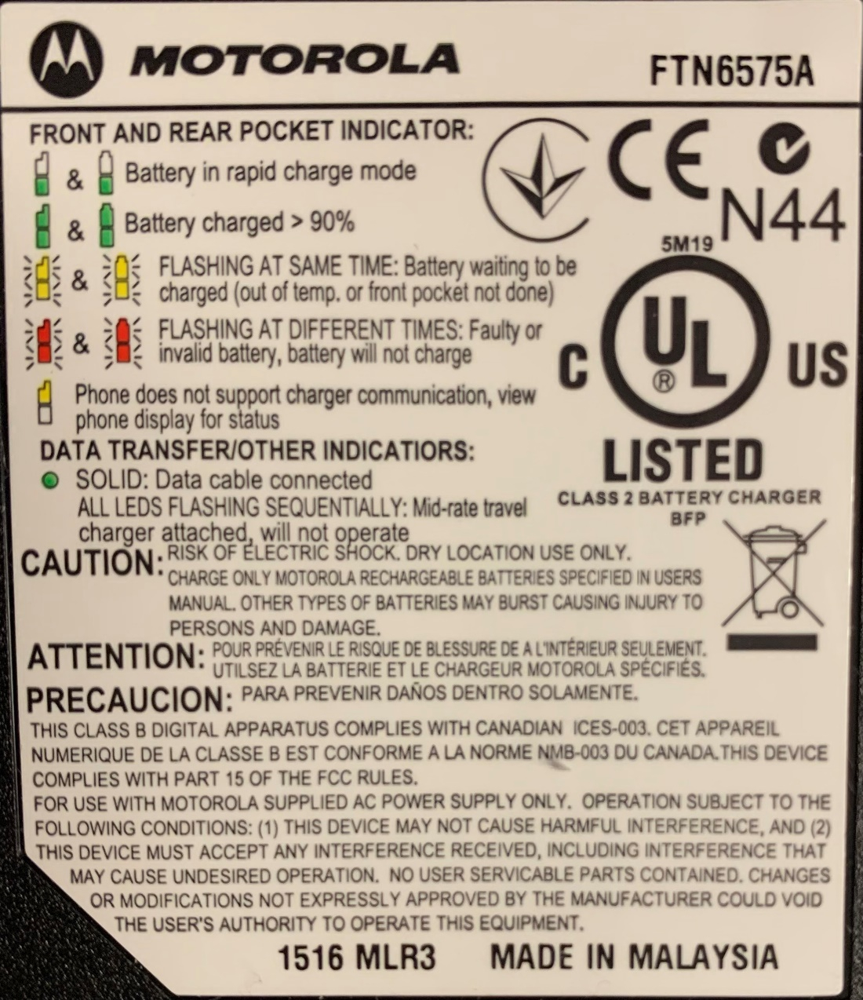 MOTOROLA
FTN6575A
FRONT AND REAR POCKET INDICATOR:
& Battery in rapid charge mode
& Battery charged > 90%
& FLASHING AT SAME TIME: Battery waiting to be
charged (out of temp. or front pocket not done)
& FLASHING AT DIFFERENT TIMES: Faulty or
invalid battery, battery will not charge
Phone does not support charger communication, view
phone display for status
DATA TRANSFER/OTHER INDICATIORS:
SOLID: Data cable connected
ALL LEDS FLASHING SEQUENTIALLY: Mid-rate travel
charger attached, will not operate
CE
N44
5M19
C UL ® US
LISTED
CLASS 2 BATTERY CHARGER
BFP
CAUTION: RISK OF ELECTRIC SHOCK. DRY LOCATION USE ONLY.
CHARGE ONLY MOTOROLA RECHARGEABLE BATTERIES SPECIFIED IN USERS
MANUAL. OTHER TYPES OF BATTERIES MAY BURST CAUSING INJURY TO
PERSONS AND DAMAGE.
ATTENTION: POUR PRÉVENIR LE RISQUE DE BLESSURE DE A L'INTÉRIEUR SEULEMENT.
UTILSEZ LA BATTERIE ET LE CHARGEUR MOTOROLA SPÉCIFIÉS.
PRECAUCION: PARA PREVENIR DAÑOS DENTRO SOLAMENTE.
THIS CLASS B DIGITAL APPARATUS COMPLIES WITH CANADIAN ICES-003. CET APPAREIL
NUMERIQUE DE LA CLASSE B EST CONFORME A LA NORME NMB-003 DU CANADA. THIS DEVICE
COMPLIES WITH PART 15 OF THE FCC RULES.
FOR USE WITH MOTOROLA SUPPLIED AC POWER SUPPLY ONLY. OPERATION SUBJECT TO THE
FOLLOWING CONDITIONS: (1) THIS DEVICE MAY NOT CAUSE HARMFUL INTERFERENCE, AND (2)
THIS DEVICE MUST ACCEPT ANY INTERFERENCE RECEIVED, INCLUDING INTERFERENCE THAT
MAY CAUSE UNDESIRED OPERATION. NO USER SERVICABLE PARTS CONTAINED. CHANGES
OR MODIFICATIONS NOT EXPRESSLY APPROVED BY THE MANUFACTURER COULD VOID
THE USER'S AUTHORITY TO OPERATE THIS EQUIPMENT.
1516 MLR3 MADE IN MALAYSIA